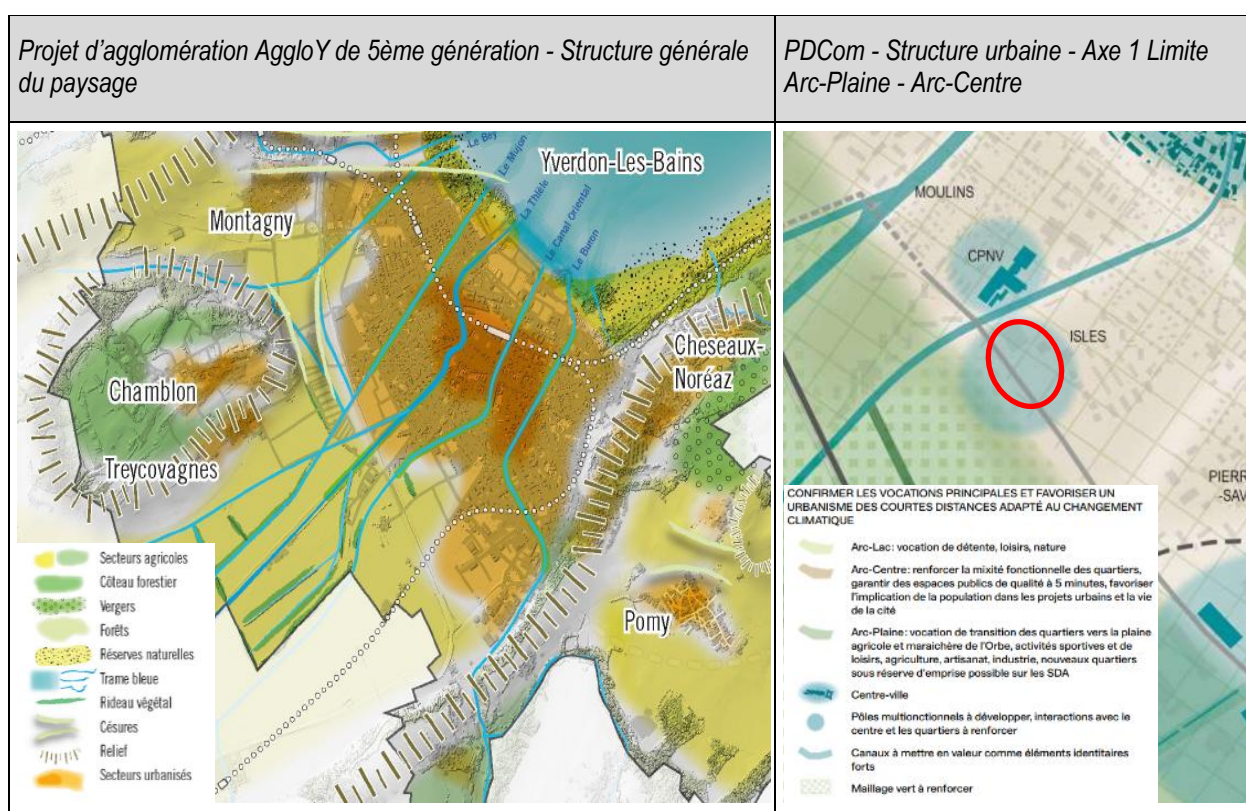 Projet d'agglomération AggloY de 5ème génération - Structure générale
du paysage
PDCom - Structure urbaine - Axe 1 Limite
Arc-Plaine - Arc-Centre
Le Bey
Le Mujon
La Thièle
Le Canal Oriental
Le Buron
Yverdon-Les-Bains
Montagny
Chamblon
Treycovagnes
Cheseaux-
Noréaz
Pomy
Secteurs agricoles
Côteau forestier
Vergers
Forêts
Réserves naturelles
Trame bleue
Rideau végétal
Césures
Relief
Secteurs urbanisés
MOULINS
CPNV
ISLES
PIERR
-SAV
CONFIRMER LES VOCATIONS PRINCIPALES ET FAVORISER UN
URBANISME DES COURTES DISTANCES ADAPTÉ AU CHANGEMENT
CLIMATIQUE
Arc-Lac: vocation de détente, loisirs, nature
Arc-Centre: renforcer la mixité fonctionnelle des quartiers,
garantir des espaces publics de qualité à 5 minutes, favoriser
l'implication de la population dans les projets urbains et la vie
de la cité
Arc-Plaine: vocation de transition des quartiers vers la plaine
agricole et maraichère de l'Orbe, activités sportives et de
loisirs, agriculture, artisanat, industrie, nouveaux quartiers
sous réserve d'emprise possible sur les SDA
Centre-ville
Pôles multionctionnels à développer, interactions avec le
centre et les quartiers à renforcer
Canaux à mettre en valeur comme éléments identitaires
forts
Maillage vert à renforcer